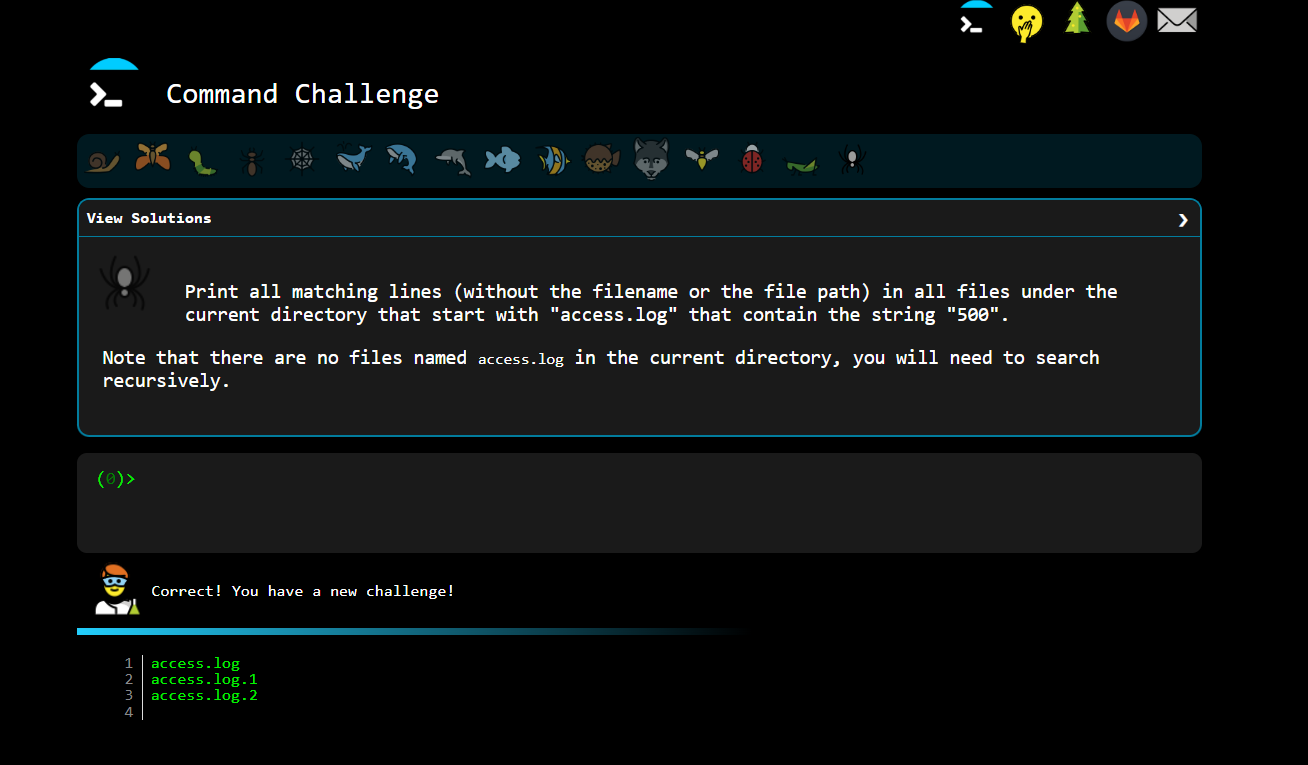 Command Challenge
View Solutions
Print all matching lines (without the filename or the file path) in all files under the
current directory that start with "access.log" that contain the string "500".
Note that there are no files named access.log in the current directory, you will need to search
recursively.
(0)>
Correct! You have a new challenge!
1 access.log
2 access.log.1
3 access.log.2
4